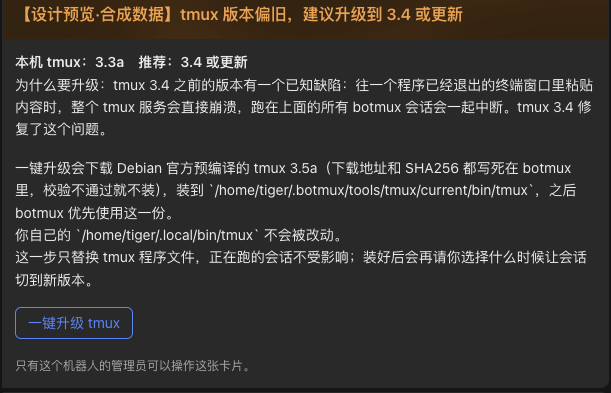 【设计预览·合成数据】tmux 版本偏旧，建议升级到 3.4 或更新
本机 tmux：3.3a 推荐：3.4 或更新
为什么要升级：tmux 3.4 之前的版本有一个已知缺陷：往一个程序已经退出的终端窗口里粘贴
内容时，整个 tmux 服务会直接崩溃，跑在上面的所有 botmux 会话会一起中断。tmux 3.4 修
复了这个问题。
一键升级会下载 Debian 官方预编译的 tmux 3.5a（下载地址和 SHA256 都写死在 botmux
里，校验不通过就不装），装到 `/home/tiger/.botmux/tools/tmux/current/bin/tmux`，之后
botmux 优先使用这一份。
你自己的 `/home/tiger/.local/bin/tmux` 不会被改动。
这一步只替换 tmux 程序文件，正在跑的会话不受影响；装好后会再请你选择什么时候让会话
切到新版本。
一键升级 tmux
只有这个机器人的管理员可以操作这张卡片。